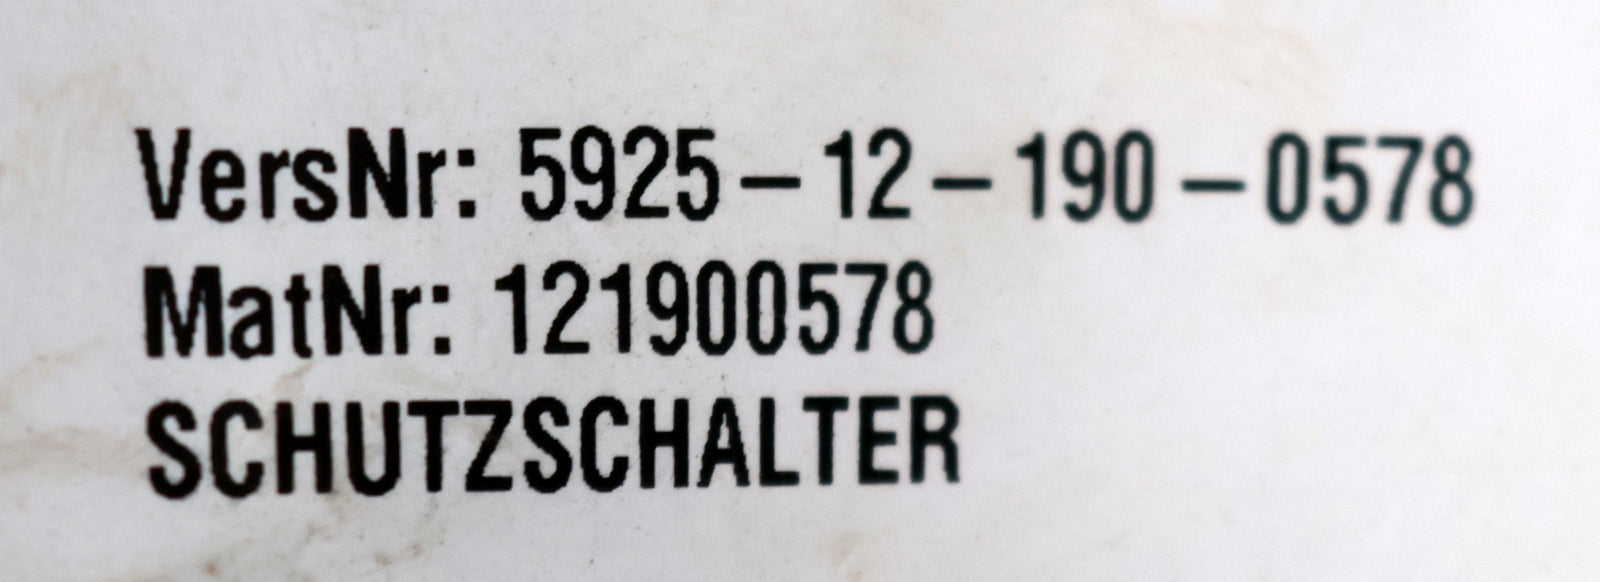 VersNr: 5925-12-190-0578
MatNr: 121900578
SCHUTZSCHALTER